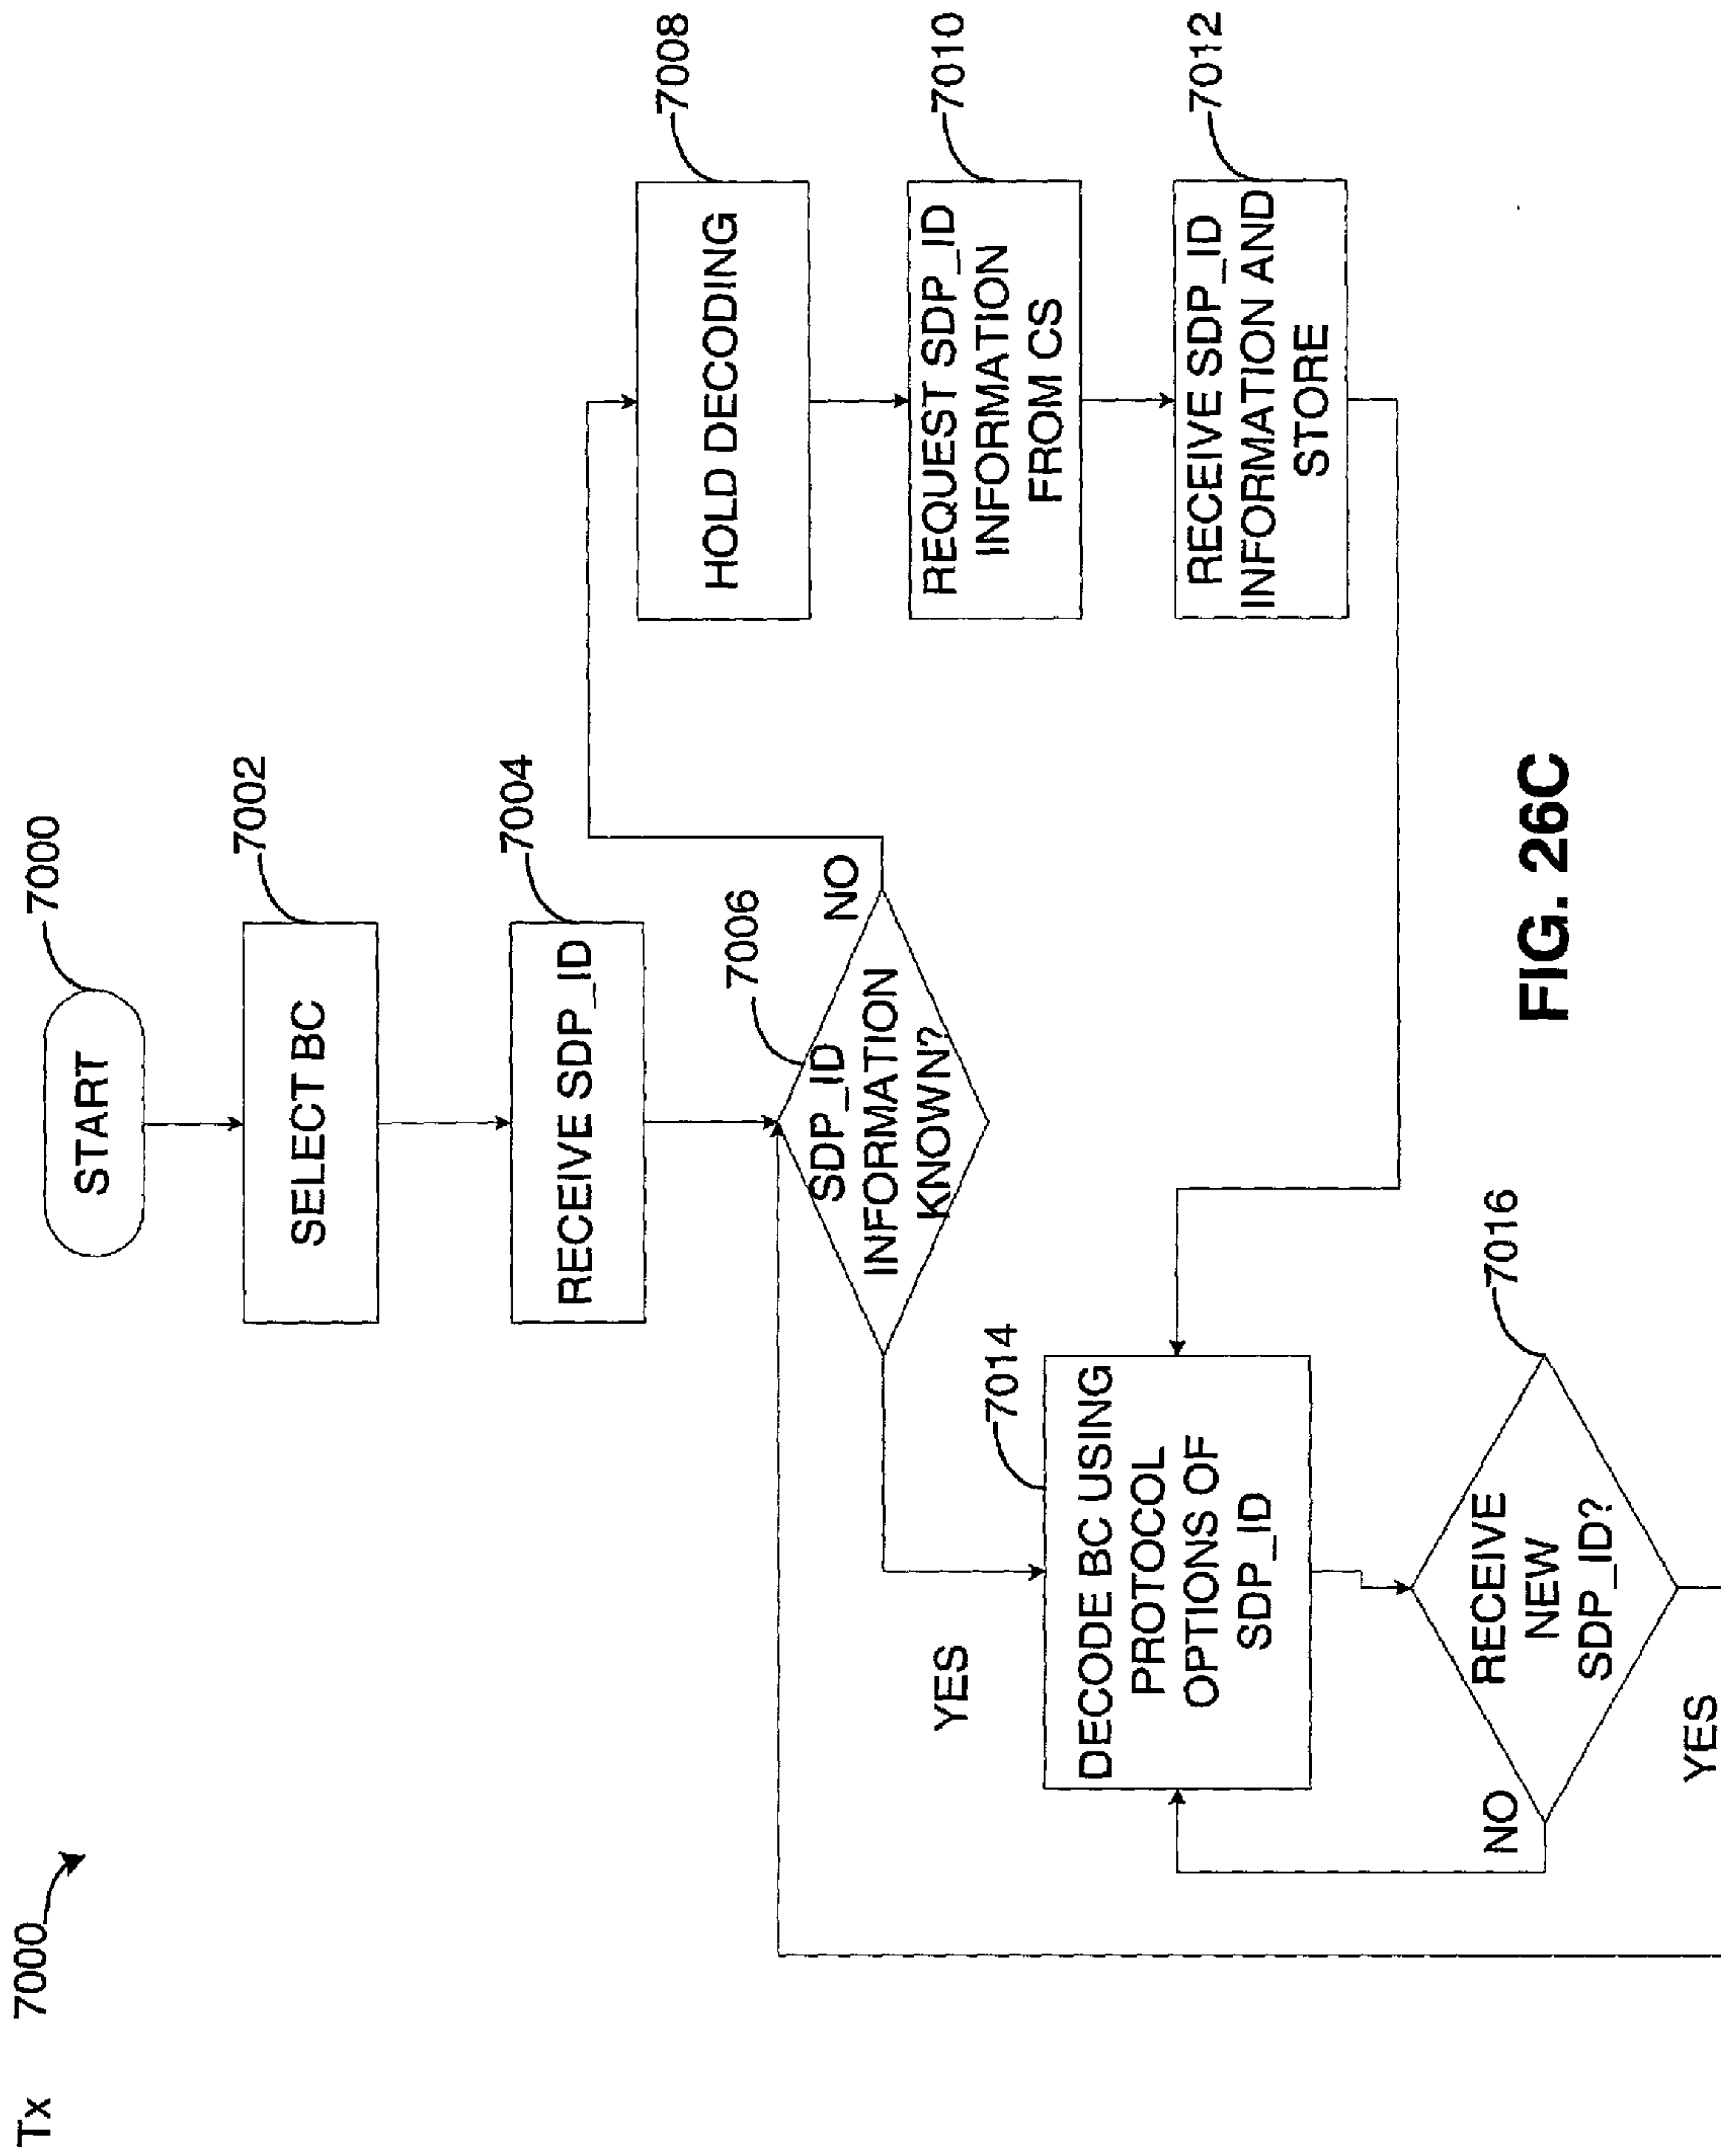 Tx 7000
START
7000
SELECT BC
7002
RECEIVE SDP_ID
7004
SDP_ID
INFORMATION
KNOWN?
7006
NO
YES
HOLD DECODING
7008
REQUEST SDP_ID
INFORMATION
FROM CS
7010
RECEIVE SDP_ID
INFORMATION AND
STORE
7012
DECODE BC USING
PROTOCOL
OPTIONS OF
SDP_ID
7014
RECEIVE
NEW
SDP_ID?
7016
NO
YES
FIG. 26C